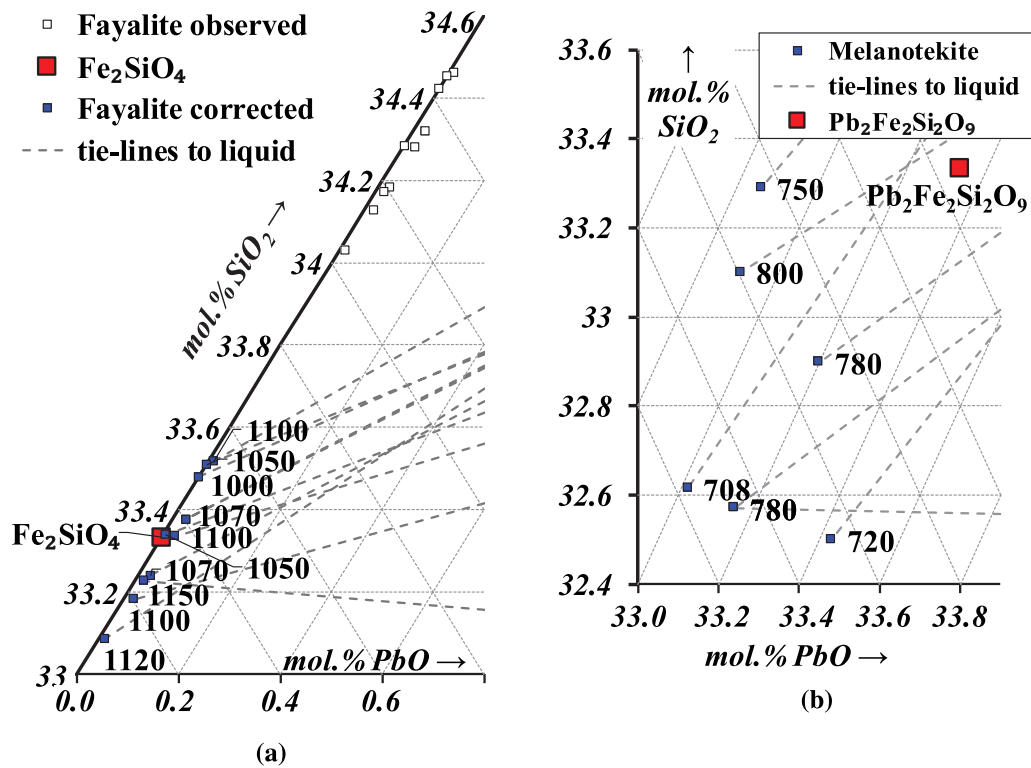 Fayalite observed
Fe₂SiO₄
Fayalite corrected
tie-lines to liquid
34.6
34.4
34.2
34
33.8
33.6
33.4
33.2
33
mol.% SiO₂ →
1100
1050
1000
1070
1100
1050
1070
1150
1100
1120
Fe₂SiO₄
mol.% PbO →
0.0 0.2 0.4 0.6
(a)
Melanotekite
tie-lines to liquid
Pb₂Fe₂Si₂O₉
33.6
33.4
33.2
33
32.8
32.6
32.4
↑
mol.%
SiO₂
750
Pb₂Fe₂Si₂O₉
800
780
708
780
720
33.0 33.2 33.4 33.6 33.8
mol.% PbO →
(b)